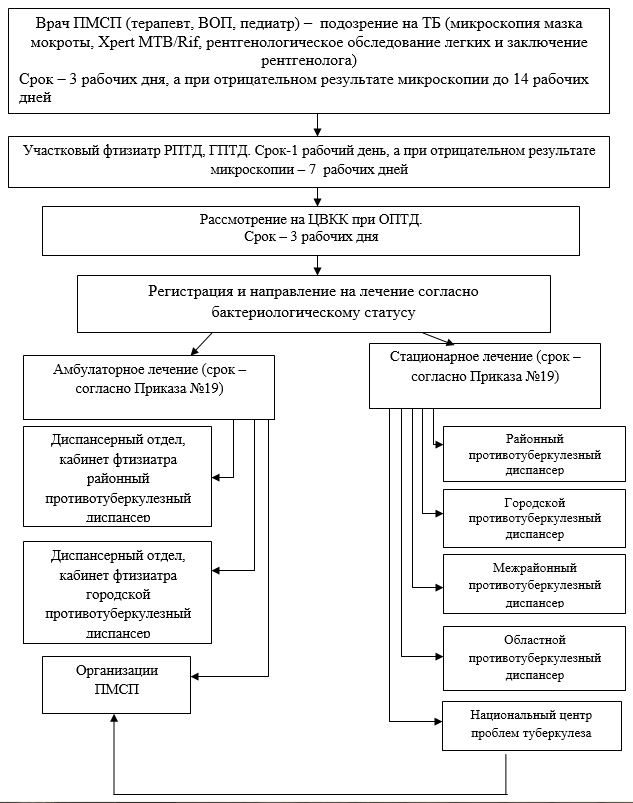 Врач ПМСП (терапевт, ВОП, педиатр) – подозрение на ТБ (микроскопия мазка
мокроты, Xpert MTB/Rif, рентгенологическое обследование легких и заключение
рентгенолога)
Срок – 3 рабочих дня, а при отрицательном результате микроскопии до 14 рабочих
дней
Участковый фтизиатр РПТД, ГПТД. Срок-1 рабочий день, а при отрицательном результате
микроскопии – 7 рабочих дней
Рассмотрение на ЦВКК при ОПТД.
Срок – 3 рабочих дня
Регистрация и направление на лечение согласно
бактериологическому статусу
Амбулаторное лечение (срок –
согласно Приказа №19)
Диспансерный отдел,
кабинет фтизиатра
районный
противотуберкулезный
диспансер
Диспансерный отдел,
кабинет фтизиатра
городской
противотуберкулезный
диспансер
Организации
ПМСП
Стационарное лечение (срок –
согласно Приказа №19)
Районный
противотуберкулезный
диспансер
Городской
противотуберкулезный
диспансер
Межрайонный
противотуберкулезный
диспансер
Областной
противотуберкулезный
диспансер
Национальный центр
проблем туберкулеза